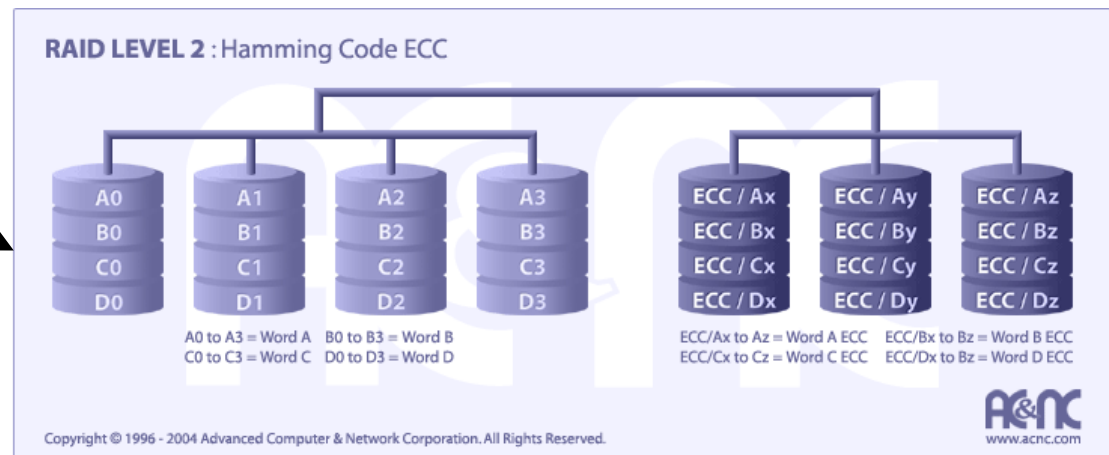 RAID LEVEL 2 : Hamming Code ECC
A0 A1 A2 A3 ECC / Ax ECC / Ay ECC / Az
B0 B1 B2 B3 ECC / Bx ECC / By ECC / Bz
C0 C1 C2 C3 ECC / Cx ECC / Cy ECC / Cz
D0 D1 D2 D3 ECC / Dx ECC / Dy ECC / Dz
A0 to A3 = Word A B0 to B3 = Word B ECC/Ax to Az = Word A ECC ECC/Bx to Bz = Word B ECC
C0 to C3 = Word C D0 to D3 = Word D ECC/Cx to Cz = Word C ECC ECC/Dx to Bz = Word D ECC
AC&NC
Copyright © 1996 - 2004 Advanced Computer & Network Corporation. All Rights Reserved. www.acnc.com